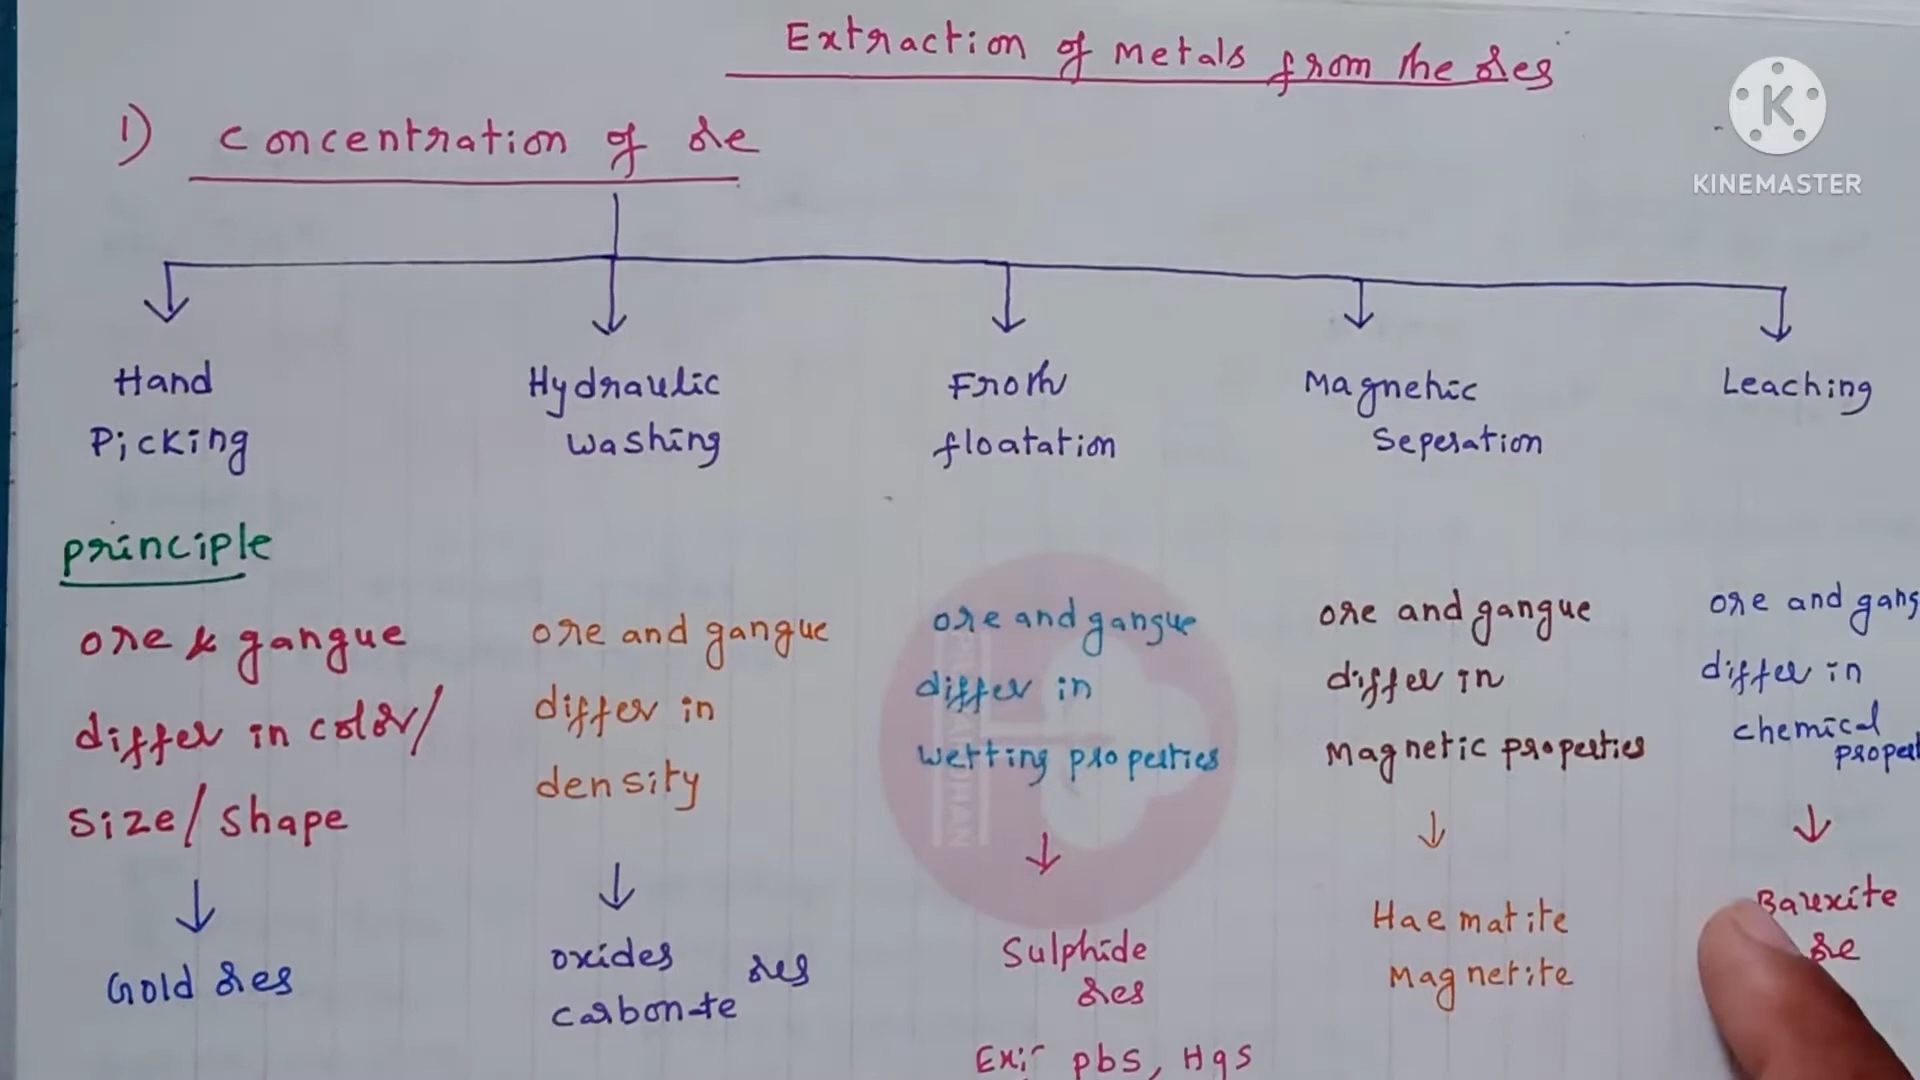 Extraction of Metals from the ores
1) concentration of ore
KINEMASTER
Hand
Picking
Hydraulic
washing
Froth
floatation
Magnetic
Seperation
Leaching
principle
ore & gangue
differ in color/
size/ shape
Gold ores
ore and gangue
differ in
density
oxides ores
carbonate
ore and gangue
differ in
wetting properties
Sulphide
ores
Ex:- pbs, Hgs
ore and gangue
differ in
Magnetic properties
Haematite
Magnetite
ore and gang
differ in
chemical
propert
Bauxite
ore